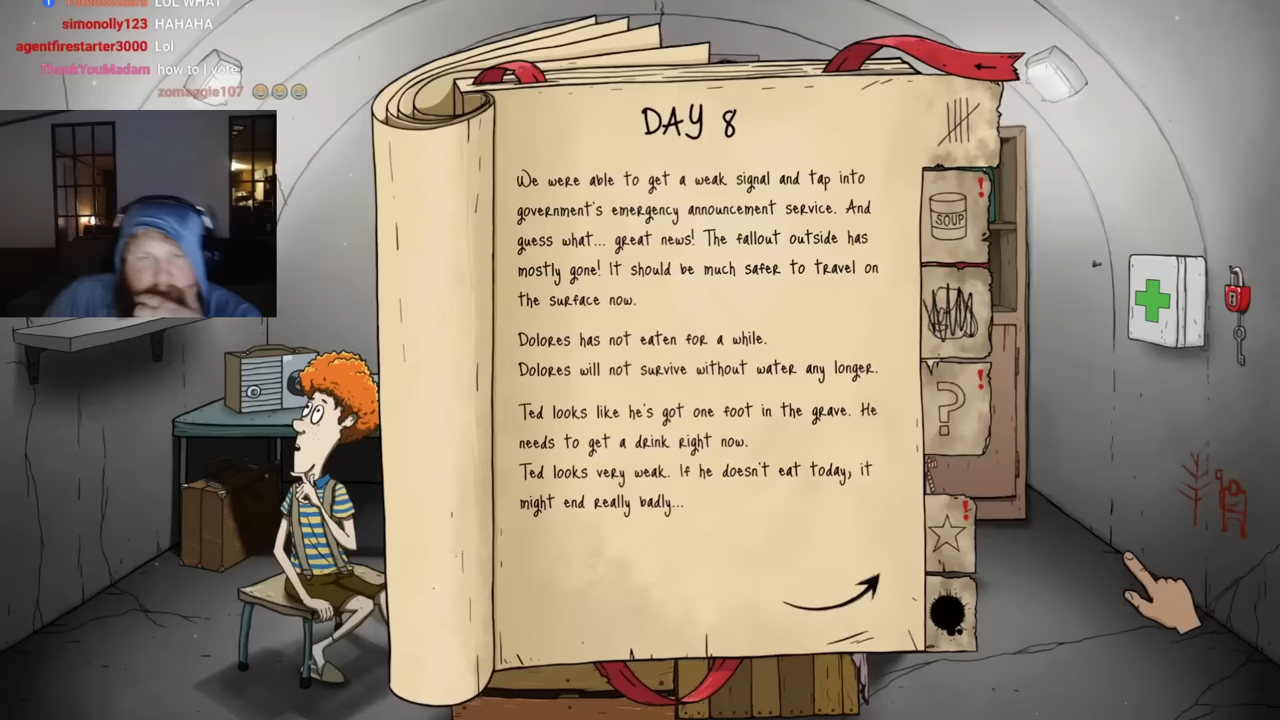 LOL WHAT
simonolly123 HAHAHA
agentfirestarter3000 Lol
ThankYouMadam how to I vote
zomaggie107
DAY 8
We were able to get a weak signal and tap into
government's emergency announcement service. And
guess what... great news! The fallout outside has
mostly gone! It should be much safer to travel on
the surface now.
Dolores has not eaten for a while.
Dolores will not survive without water any longer.
Ted looks like he's got one foot in the grave. He
needs to get a drink right now.
Ted looks very weak. If he doesn't eat today, it
might end really badly...
!
SOUP
!
?
!